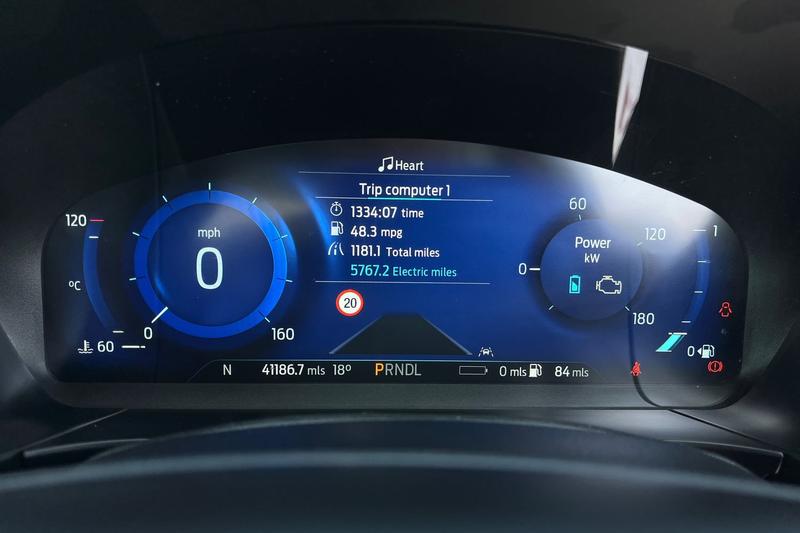 Heart
Trip computer 1
1334:07 time
48.3 mpg
1181.1 Total miles
5767.2 Electric miles
20
120
ºC
60
mph
0
0
160
60
0
120
180
Power
kW
1
0
N 41186.7 mls 18º PRNDL 0 mls 84 mls